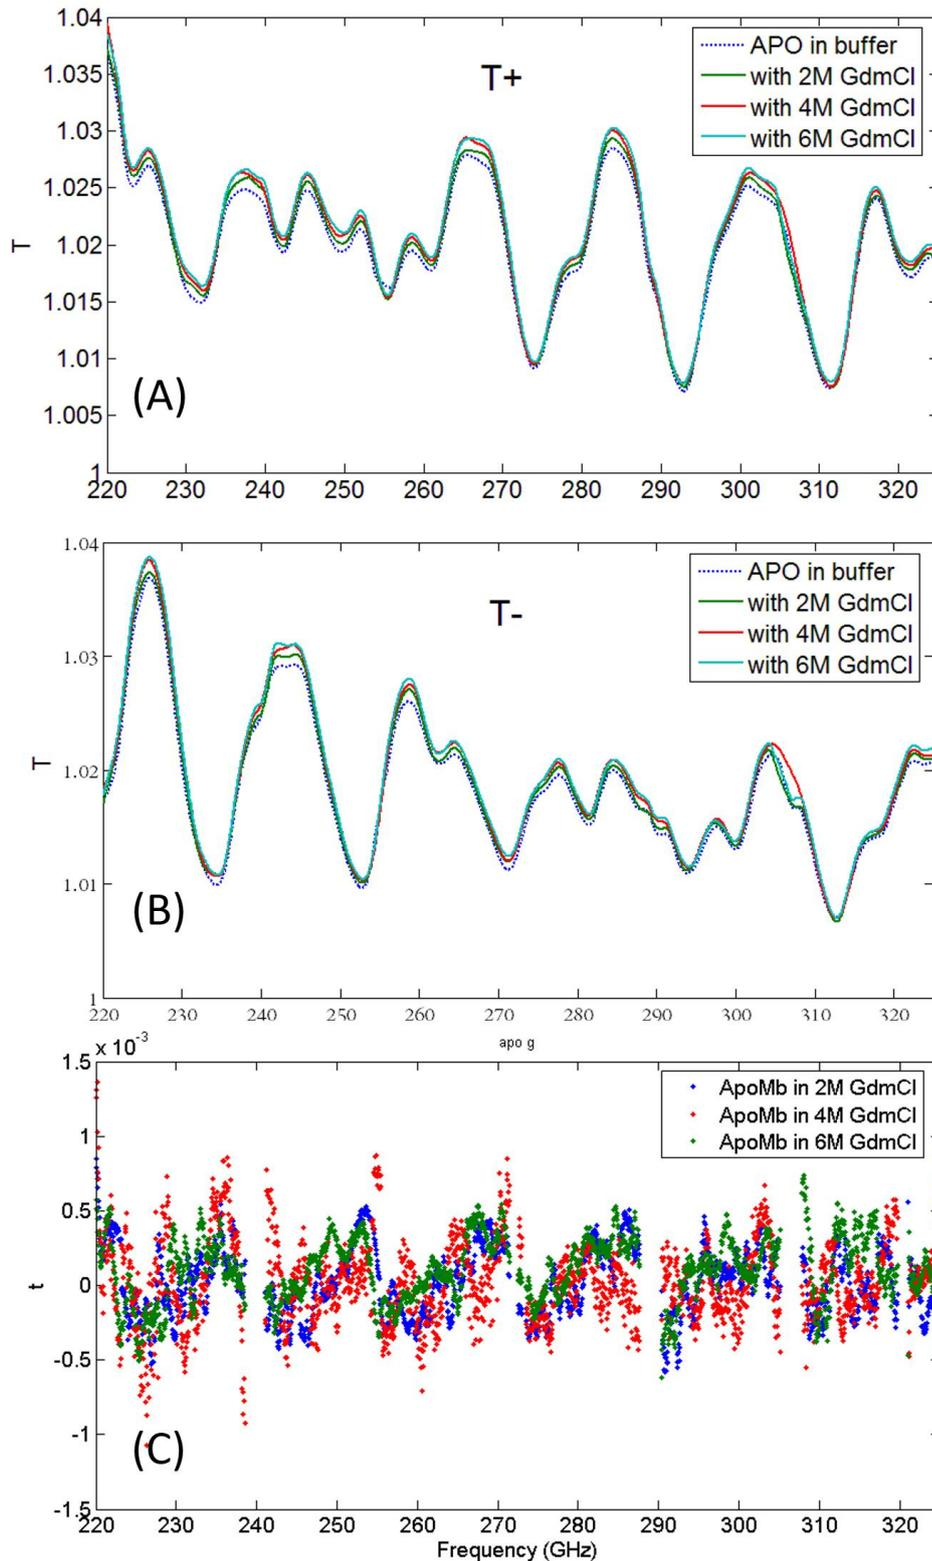 1.04
1.035
1.03
1.025
1.02
1.015
1.01
1.005
1
T
T+
APO in buffer
with 2M GdmCl
with 4M GdmCl
with 6M GdmCl
(A)
220 230 240 250 260 270 280 290 300 310 320
1.04
1.03
1.02
1.01
1
T
T-
APO in buffer
with 2M GdmCl
with 4M GdmCl
with 6M GdmCl
(B)
220 230 240 250 260 270 280 290 300 310 320
apo g
x 10-3
1.5
1
0.5
0
-0.5
-1
-1.5
t
ApoMb in 2M GdmCl
ApoMb in 4M GdmCl
ApoMb in 6M GdmCl
(C)
220 230 240 250 260 270 280 290 300 310 320
Frequency (GHz)